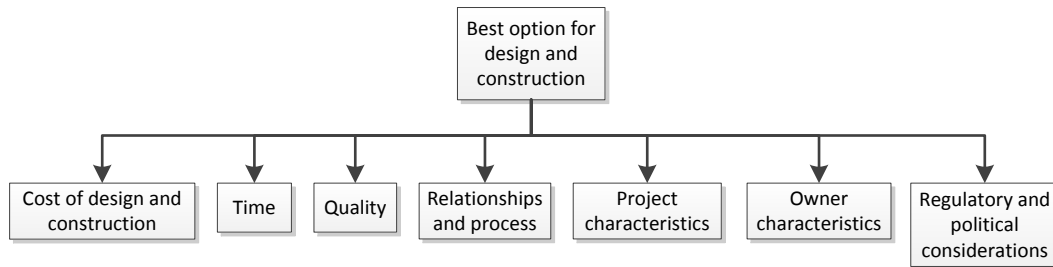 Best option for
design and
construction
Cost of design and
construction
Time
Quality
Relationships
and process
Project
characteristics
Owner
characteristics
Regulatory and
political
considerations